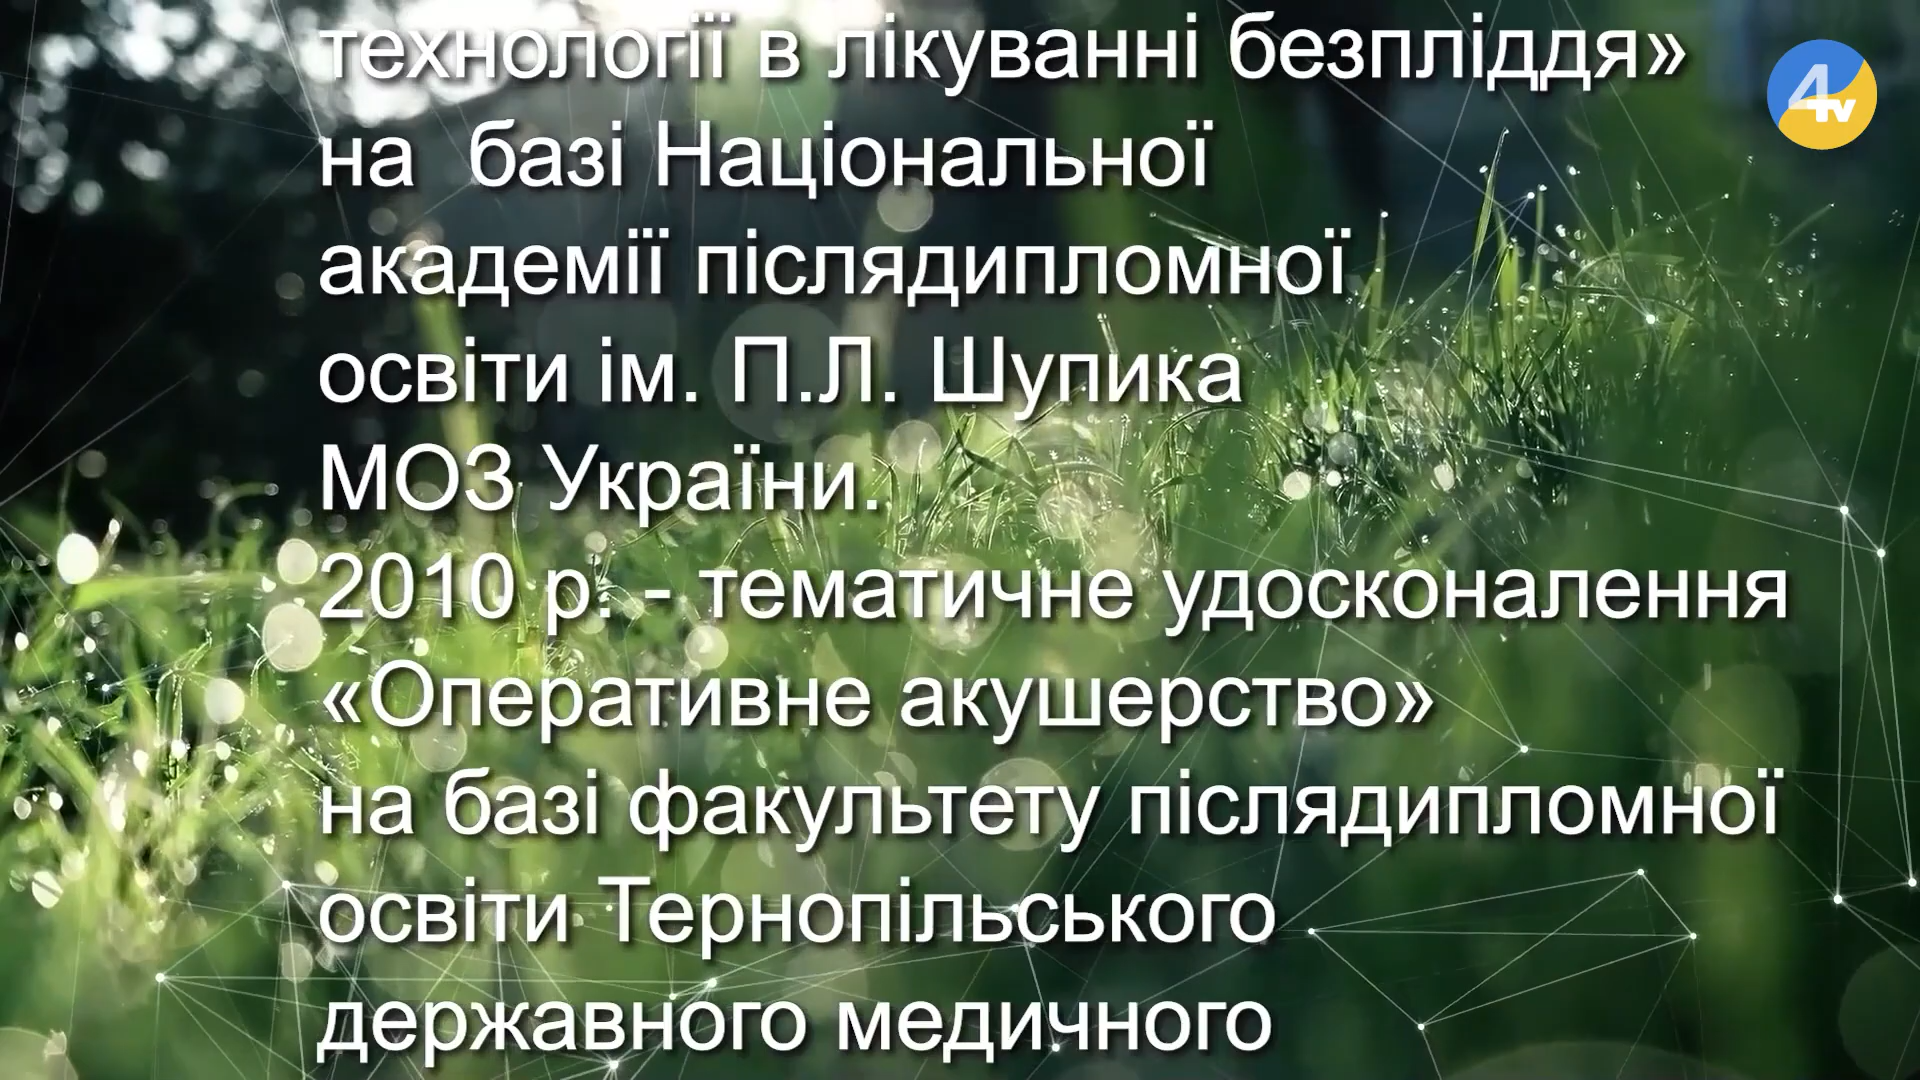 технології в лікуванні безпліддя»
на базі Національної
академії післядипломної
освіти ім. П.Л. Шупика
МОЗ України.
2010 р. - тематичне удосконалення
«Оперативне акушерство»
на базі факультету післядипломної
освіти Тернопільського
державного медичного
4tv